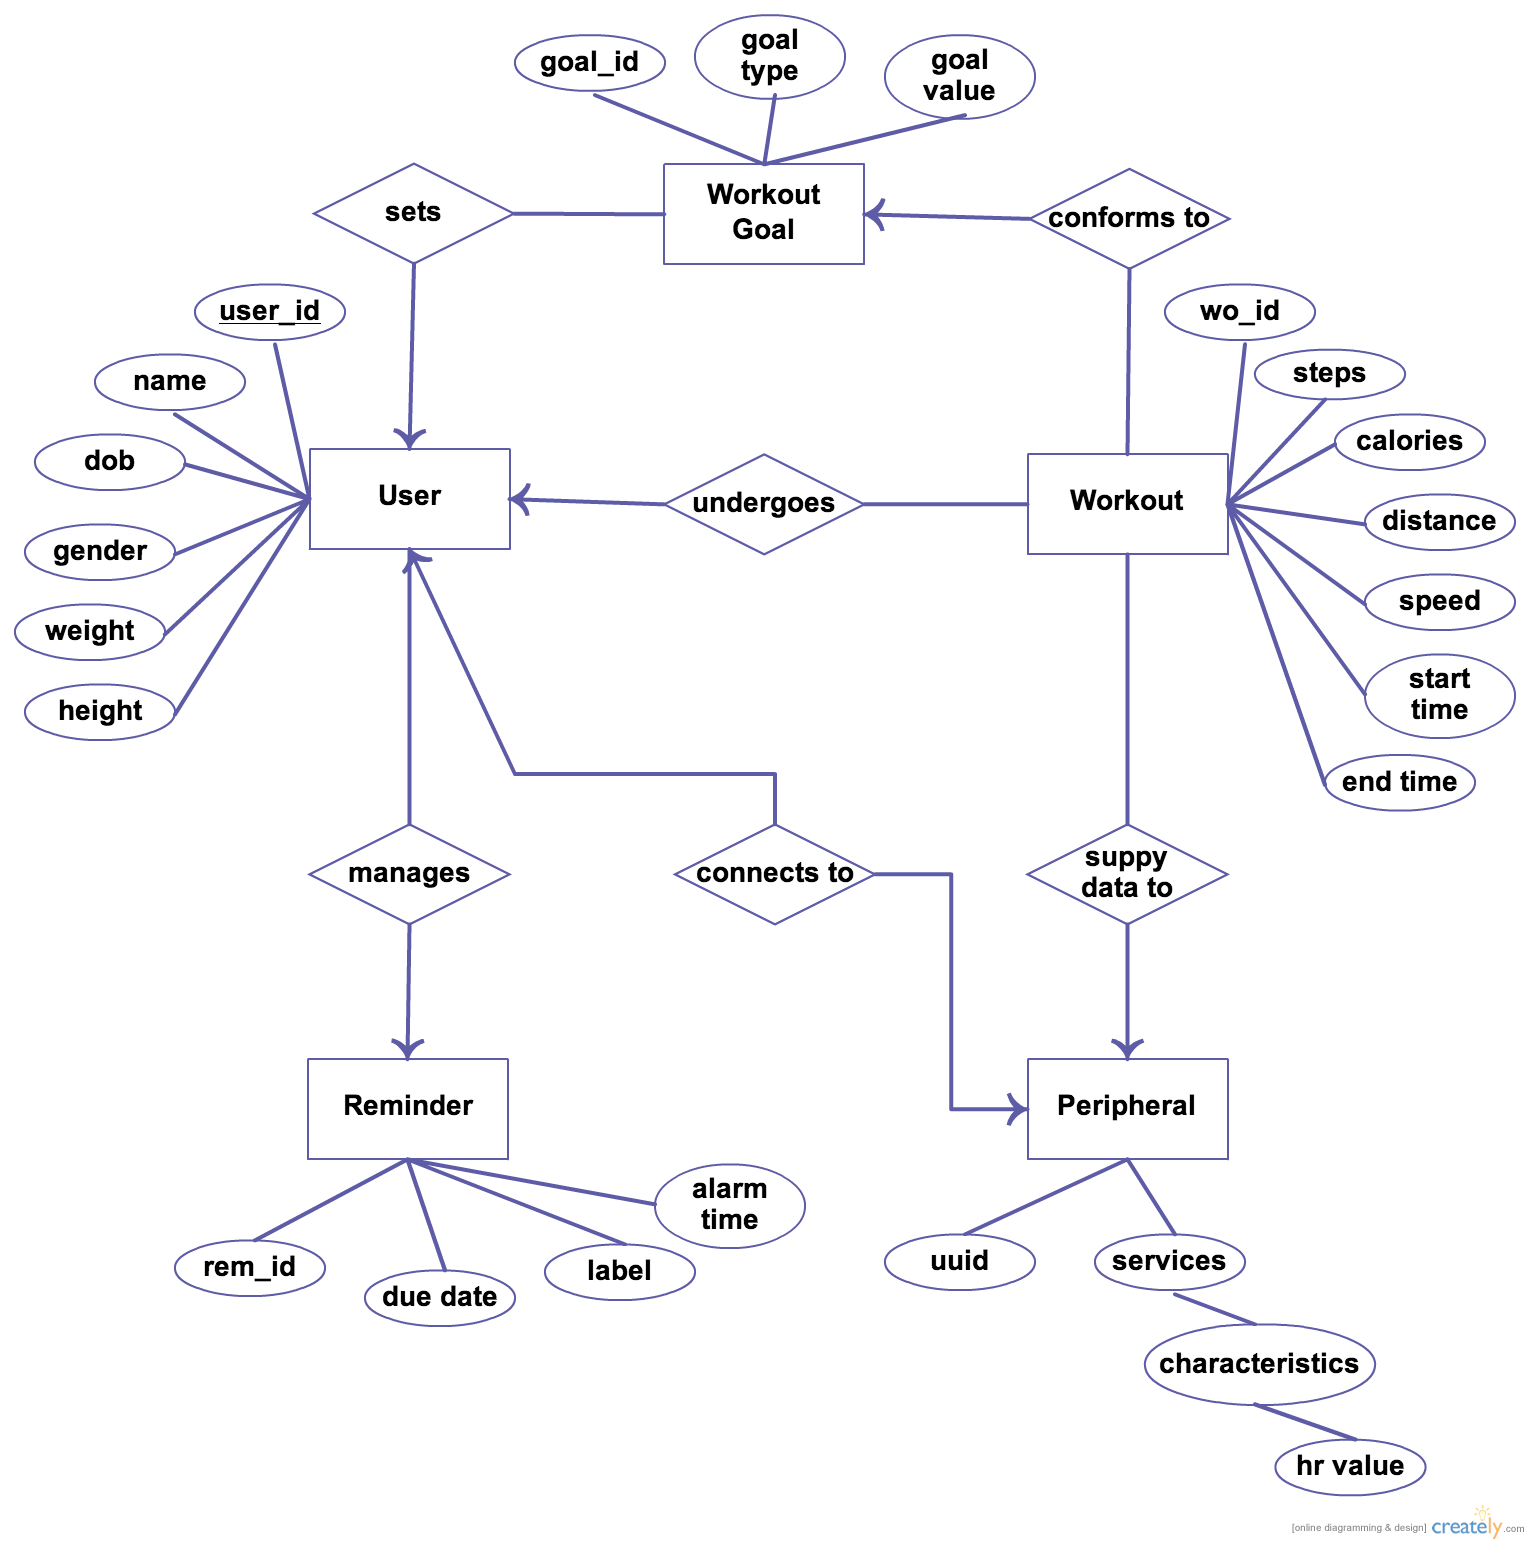 goal_id
goal
type
goal
value
Workout
Goal
sets
conforms to
user_id
name
dob
gender
weight
height
User
undergoes
Workout
wo_id
steps
calories
distance
speed
start
time
end time
manages
connects to
suppy
data to
Reminder
Peripheral
rem_id
due date
label
alarm
time
uuid
services
characteristics
hr value
[online diagramming & design] creately.com